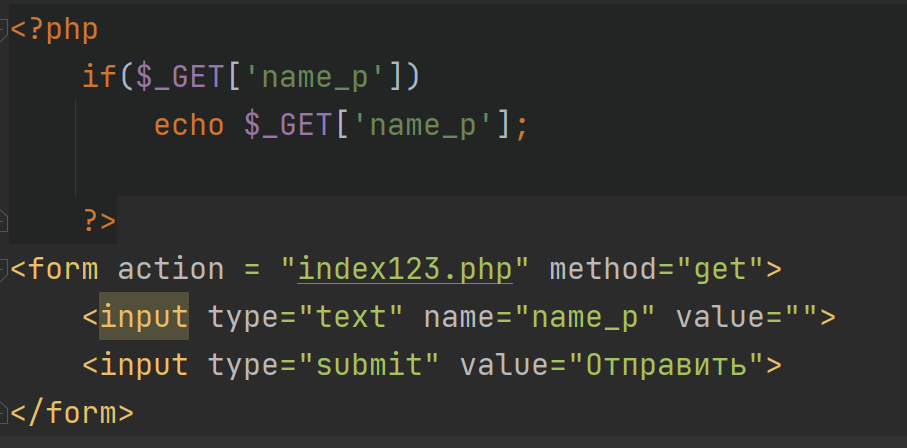 <?php
if($_GET['name_p'])
echo $_GET['name_p'];
?>
<form action = "index123.php" method="get">
<input type="text" name="name_p" value="">
<input type="submit" value="Отправить">
</form>